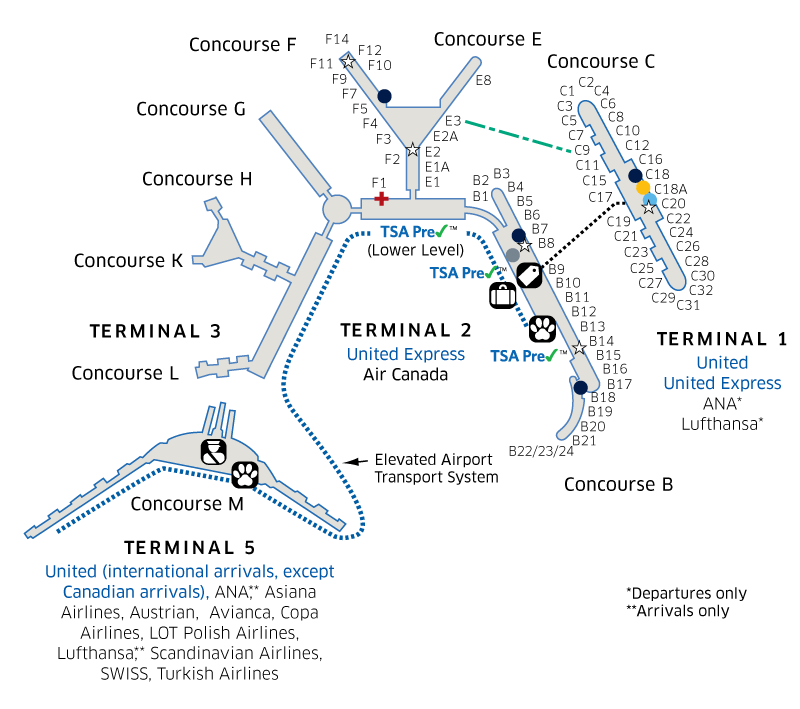 Concourse F
F14
F12
F11
F10
F9
F7
F5
F4
F3
F2
F1
Concourse E
E8
E3
E2A
E2
E1A
E1
Concourse C
C1
C2
C3
C4
C5
C6
C7
C8
C9
C10
C11
C12
C15
C16
C17
C18
C18A
C19
C20
C21
C22
C23
C24
C25
C26
C27
C28
C29
C30
C31
C32
Concourse G
Concourse H
Concourse K
Concourse L
TERMINAL 3
TSA Pre✓™
(Lower Level)
TSA Pre✓™
TSA Pre✓™
B1
B2
B3
B4
B5
B6
B7
B8
B9
B10
B11
B12
B13
B14
B15
B16
B17
B18
B19
B20
B21
B22/23/24
Concourse B
TERMINAL 2
United Express
Air Canada
TERMINAL 1
United
United Express
ANA*
Lufthansa*
Elevated Airport
Transport System
Concourse M
TERMINAL 5
United (international arrivals, except
Canadian arrivals), ANA,** Asiana
Airlines, Austrian, Avianca, Copa
Airlines, LOT Polish Airlines,
Lufthansa,** Scandinavian Airlines,
SWISS, Turkish Airlines
*Departures only
**Arrivals only